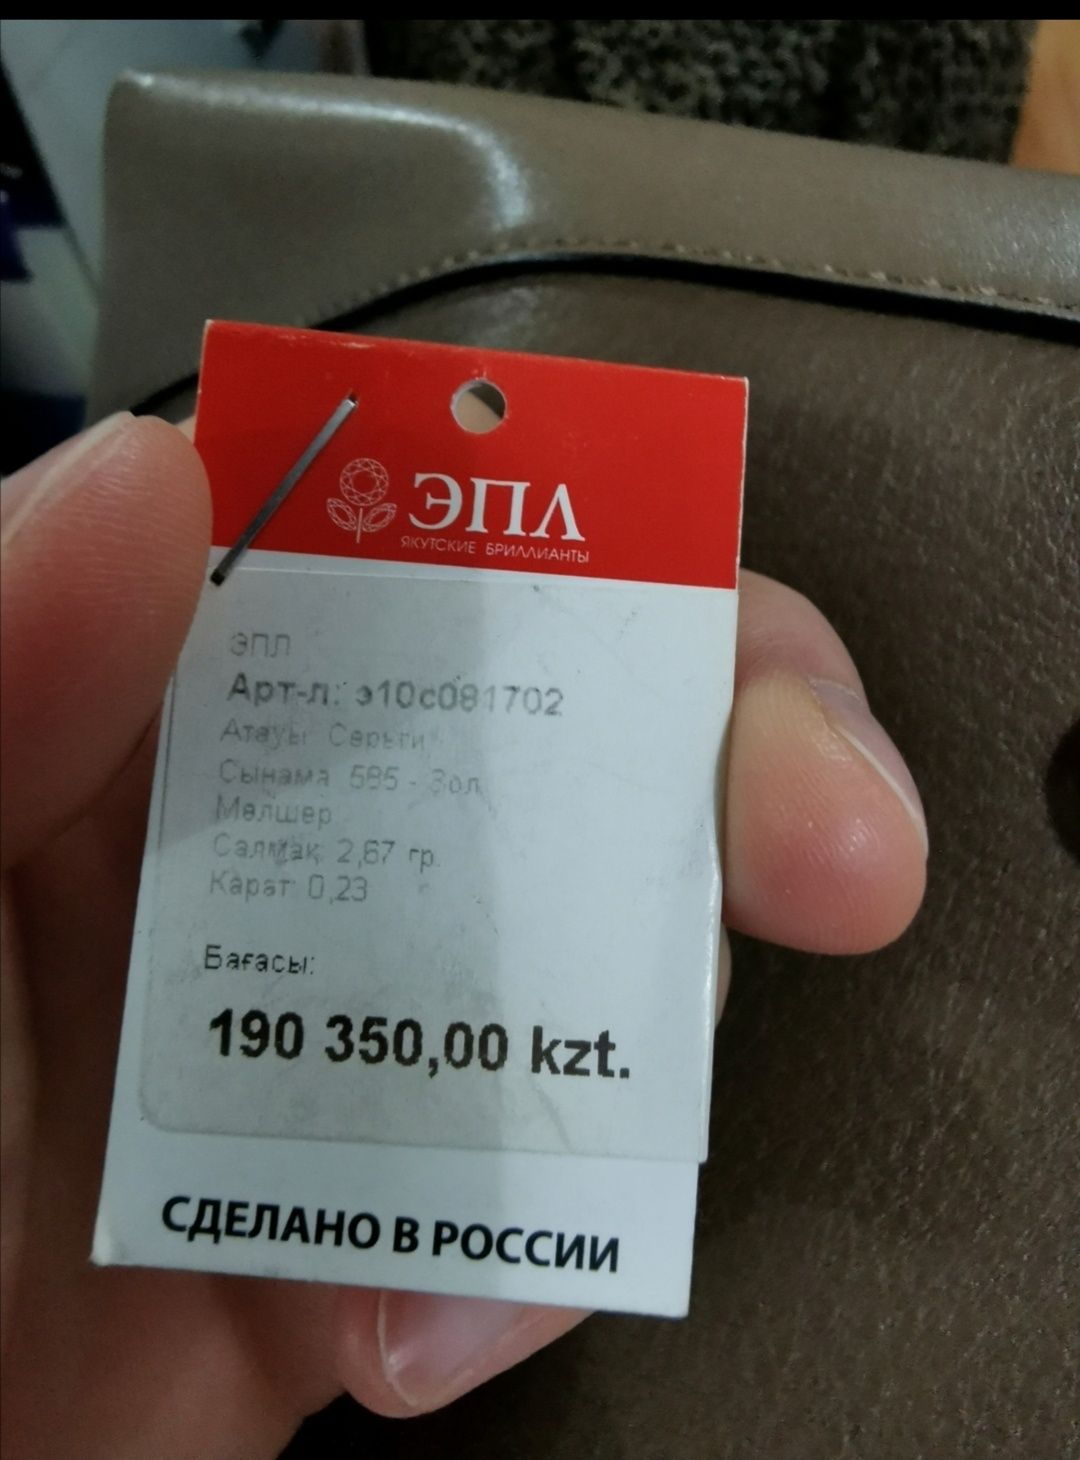 ЭПЛ
ЯКУТСКИЕ БРИЛЛИАНТЫ
ЭПЛ
Арт-л: э10с081702
Атауы: Серьги
Сынама: 585 - Зол
Мөлшер:
Салмақ: 2,67 гр.
Карат: 0,23
Бағасы:
190 350,00 kzt.
СДЕЛАНО В РОССИИ